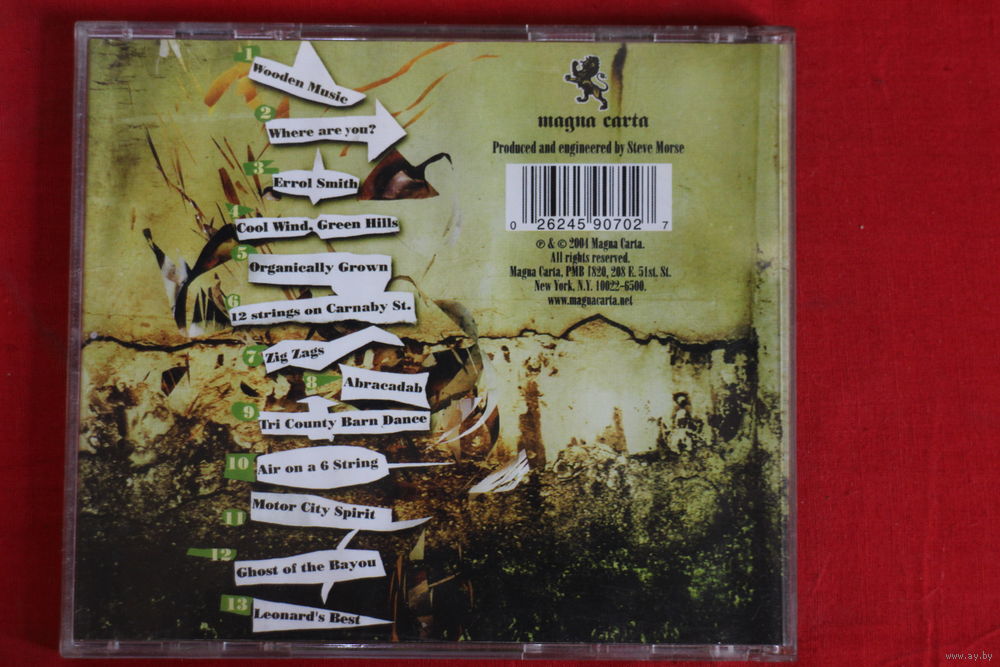 1 Wooden Music
2 Where are you?
3 Errol Smith
4 Cool Wind, Green Hills
5 Organically Grown
6 12 strings on Carnaby St.
7 Zig Zags
8 Abracadab
9 Tri County Barn Dance
10 Air on a 6 String
11 Motor City Spirit
12 Ghost of the Bayou
13 Leonard's Best
magna carta
Produced and engineered by Steve Morse
0 26245 90702 7
℗ & © 2004 Magna Carta.
All rights reserved.
Magna Carta, PMB 1820, 208 E. 51st. St.
New York, N.Y. 10022-6500.
www.magnacarta.net
www.ay.by